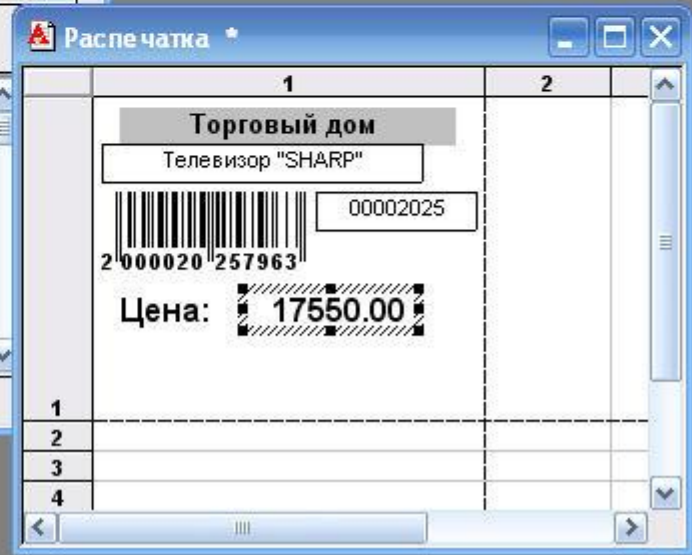 Распечатка *
1 2
Торговый дом
Телевизор "SHARP"
00002025
2 000020 257963
Цена: 17550.00
1
2
3
4